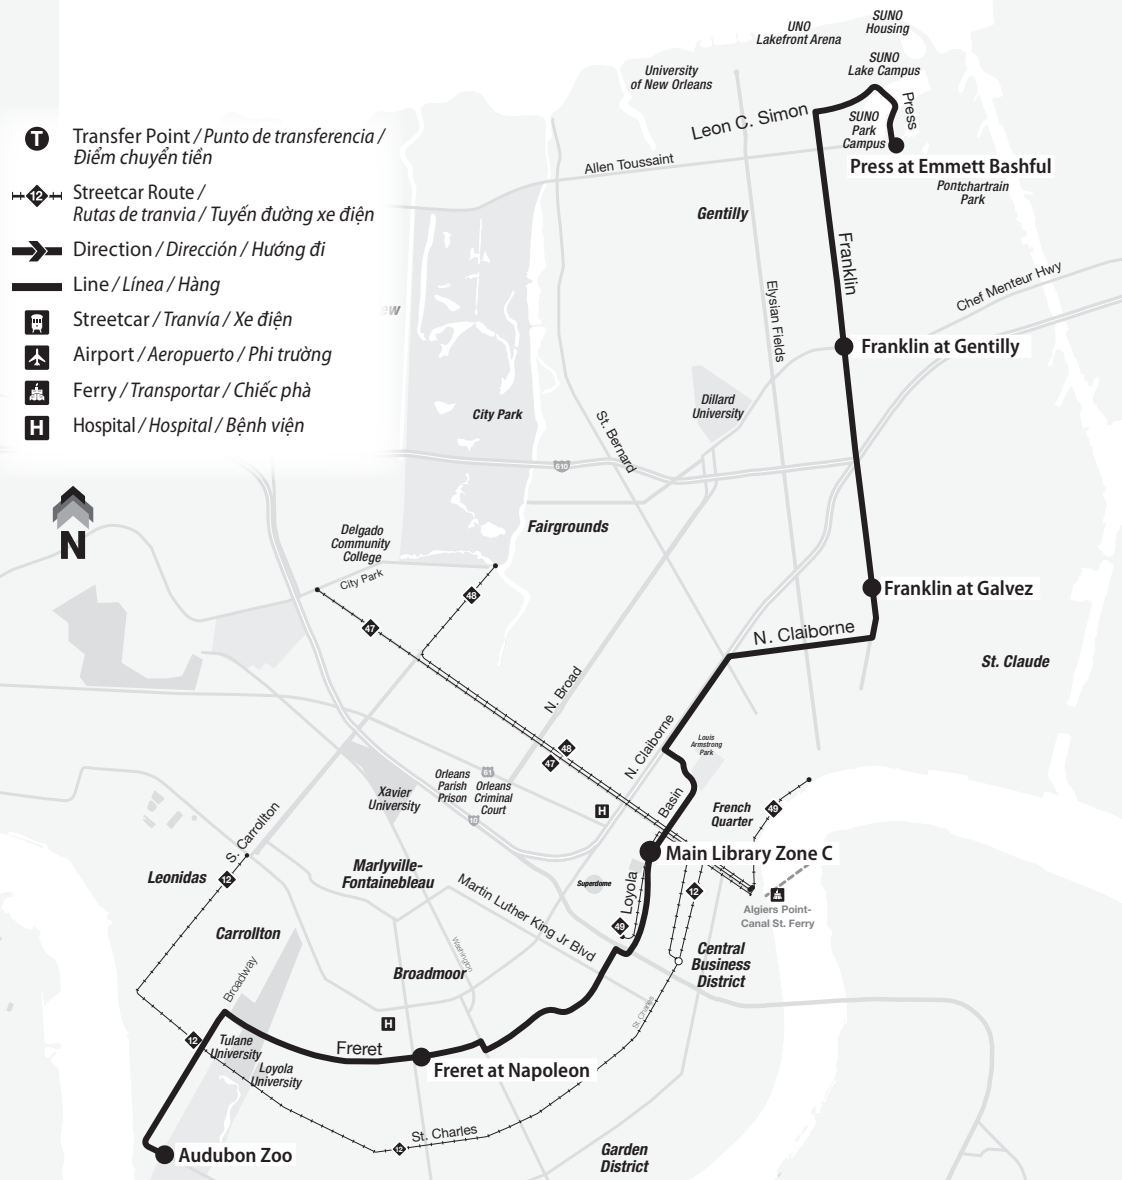 T
Transfer Point / Punto de transferencia /
Điểm chuyển tiền
12
Streetcar Route /
Rutas de tranvia / Tuyến đường xe điện
Direction / Dirección / Hướng đi
Line / Línea / Hàng
Streetcar / Tranvía / Xe điện
Airport / Aeropuerto / Phi trường
Ferry / Transportar / Chiếc phà
H
Hospital / Hospital / Bệnh viện
N
UNO
Lakefront Arena
SUNO
Housing
SUNO
Lake Campus
University
of New Orleans
Leon C. Simon
Press
SUNO
Park
Campus
Allen Toussaint
Press at Emmett Bashful
Pontchartrain
Park
Gentilly
Franklin
Chef Menteur Hwy
Elysian Fields
ew
Franklin at Gentilly
City Park
Dillard
University
St. Bernard
610
Fairgrounds
Delgado
Community
College
City Park
48
47
Franklin at Galvez
N. Claiborne
St. Claude
N. Broad
N. Claiborne
Louis
Armstrong
Park
48
47
Orleans
Parish
Prison
61
Orleans
Criminal
Court
10
Xavier
University
H
Basin
French
Quarter
49
S. Carrollton
Main Library Zone C
Leonidas
12
Marlyville-
Fontainebleau
Superdome
Martin Luther King Jr Blvd
Loyola
49
12
Algiers Point-
Canal St. Ferry
Carrollton
Broadway
Washington
Broadmoor
Central
Business
District
St. Charles
H
12
Tulane
University
Loyola
University
Freret
Freret at Napoleon
St. Charles
12
Audubon Zoo
Garden
District